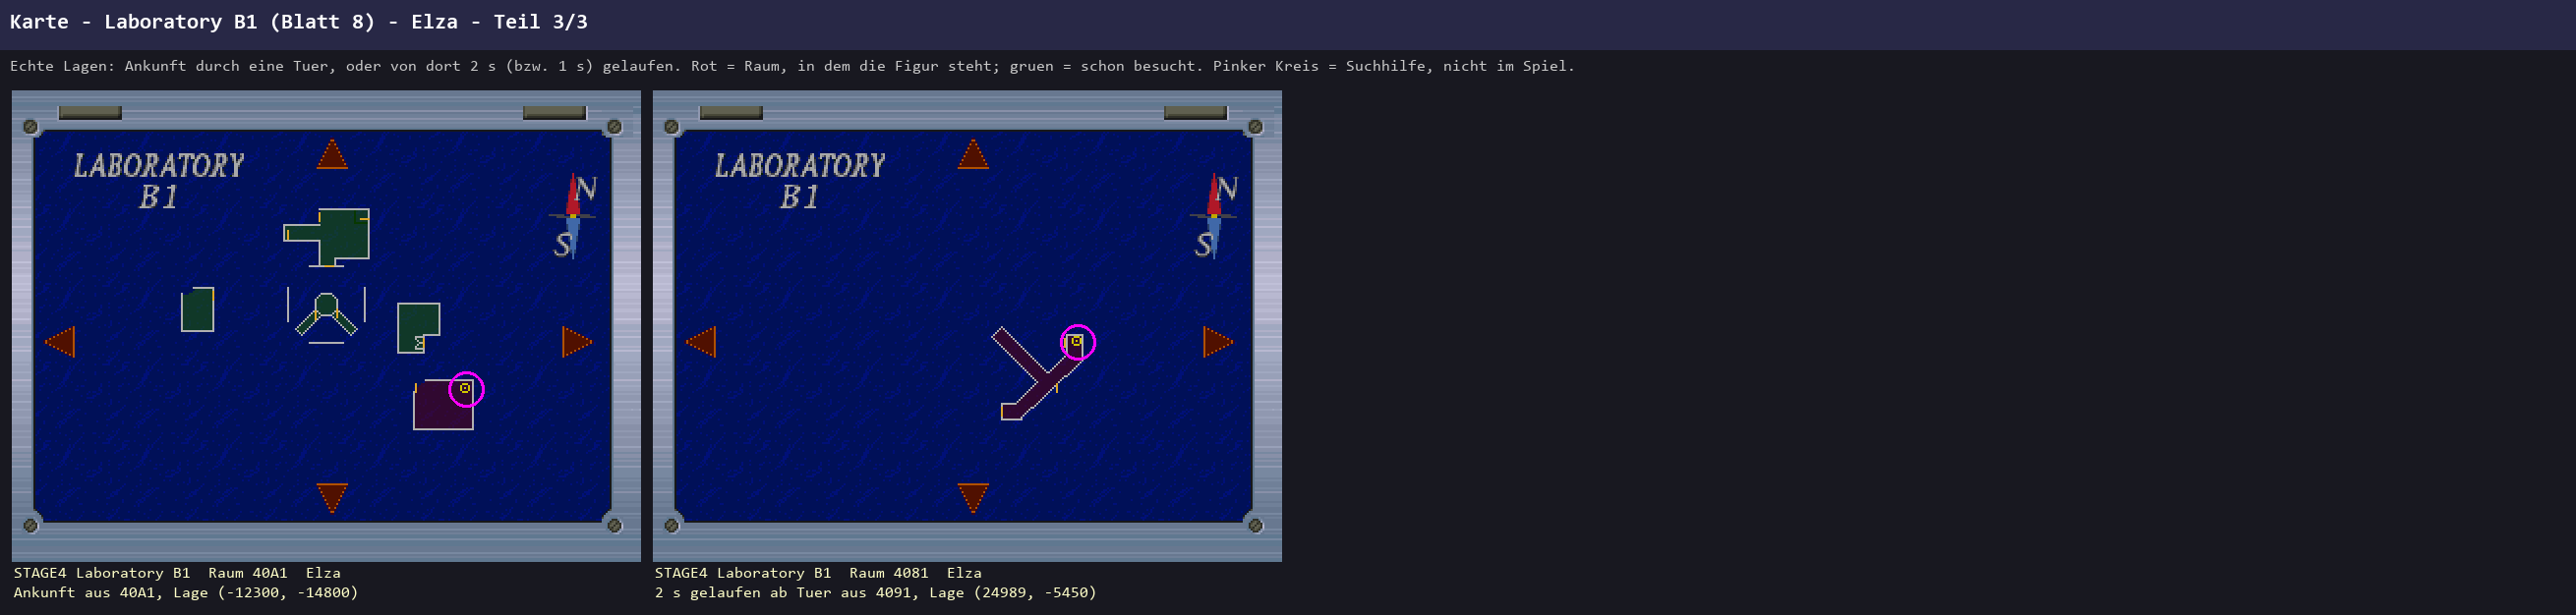 Karte - Laboratory B1 (Blatt 8) - Elza - Teil 3/3
Echte Lagen: Ankunft durch eine Tuer, oder von dort 2 s (bzw. 1 s) gelaufen. Rot = Raum, in dem die Figur steht; gruen = schon besucht. Pinker Kreis = Suchhilfe, nicht im Spiel.
LABORATORY
B1
N
S
STAGE4 Laboratory B1 Raum 40A1 Elza
Ankunft aus 40A1, Lage (-12300, -14800)
LABORATORY
B1
N
S
STAGE4 Laboratory B1 Raum 4081 Elza
2 s gelaufen ab Tuer aus 4091, Lage (24989, -5450)